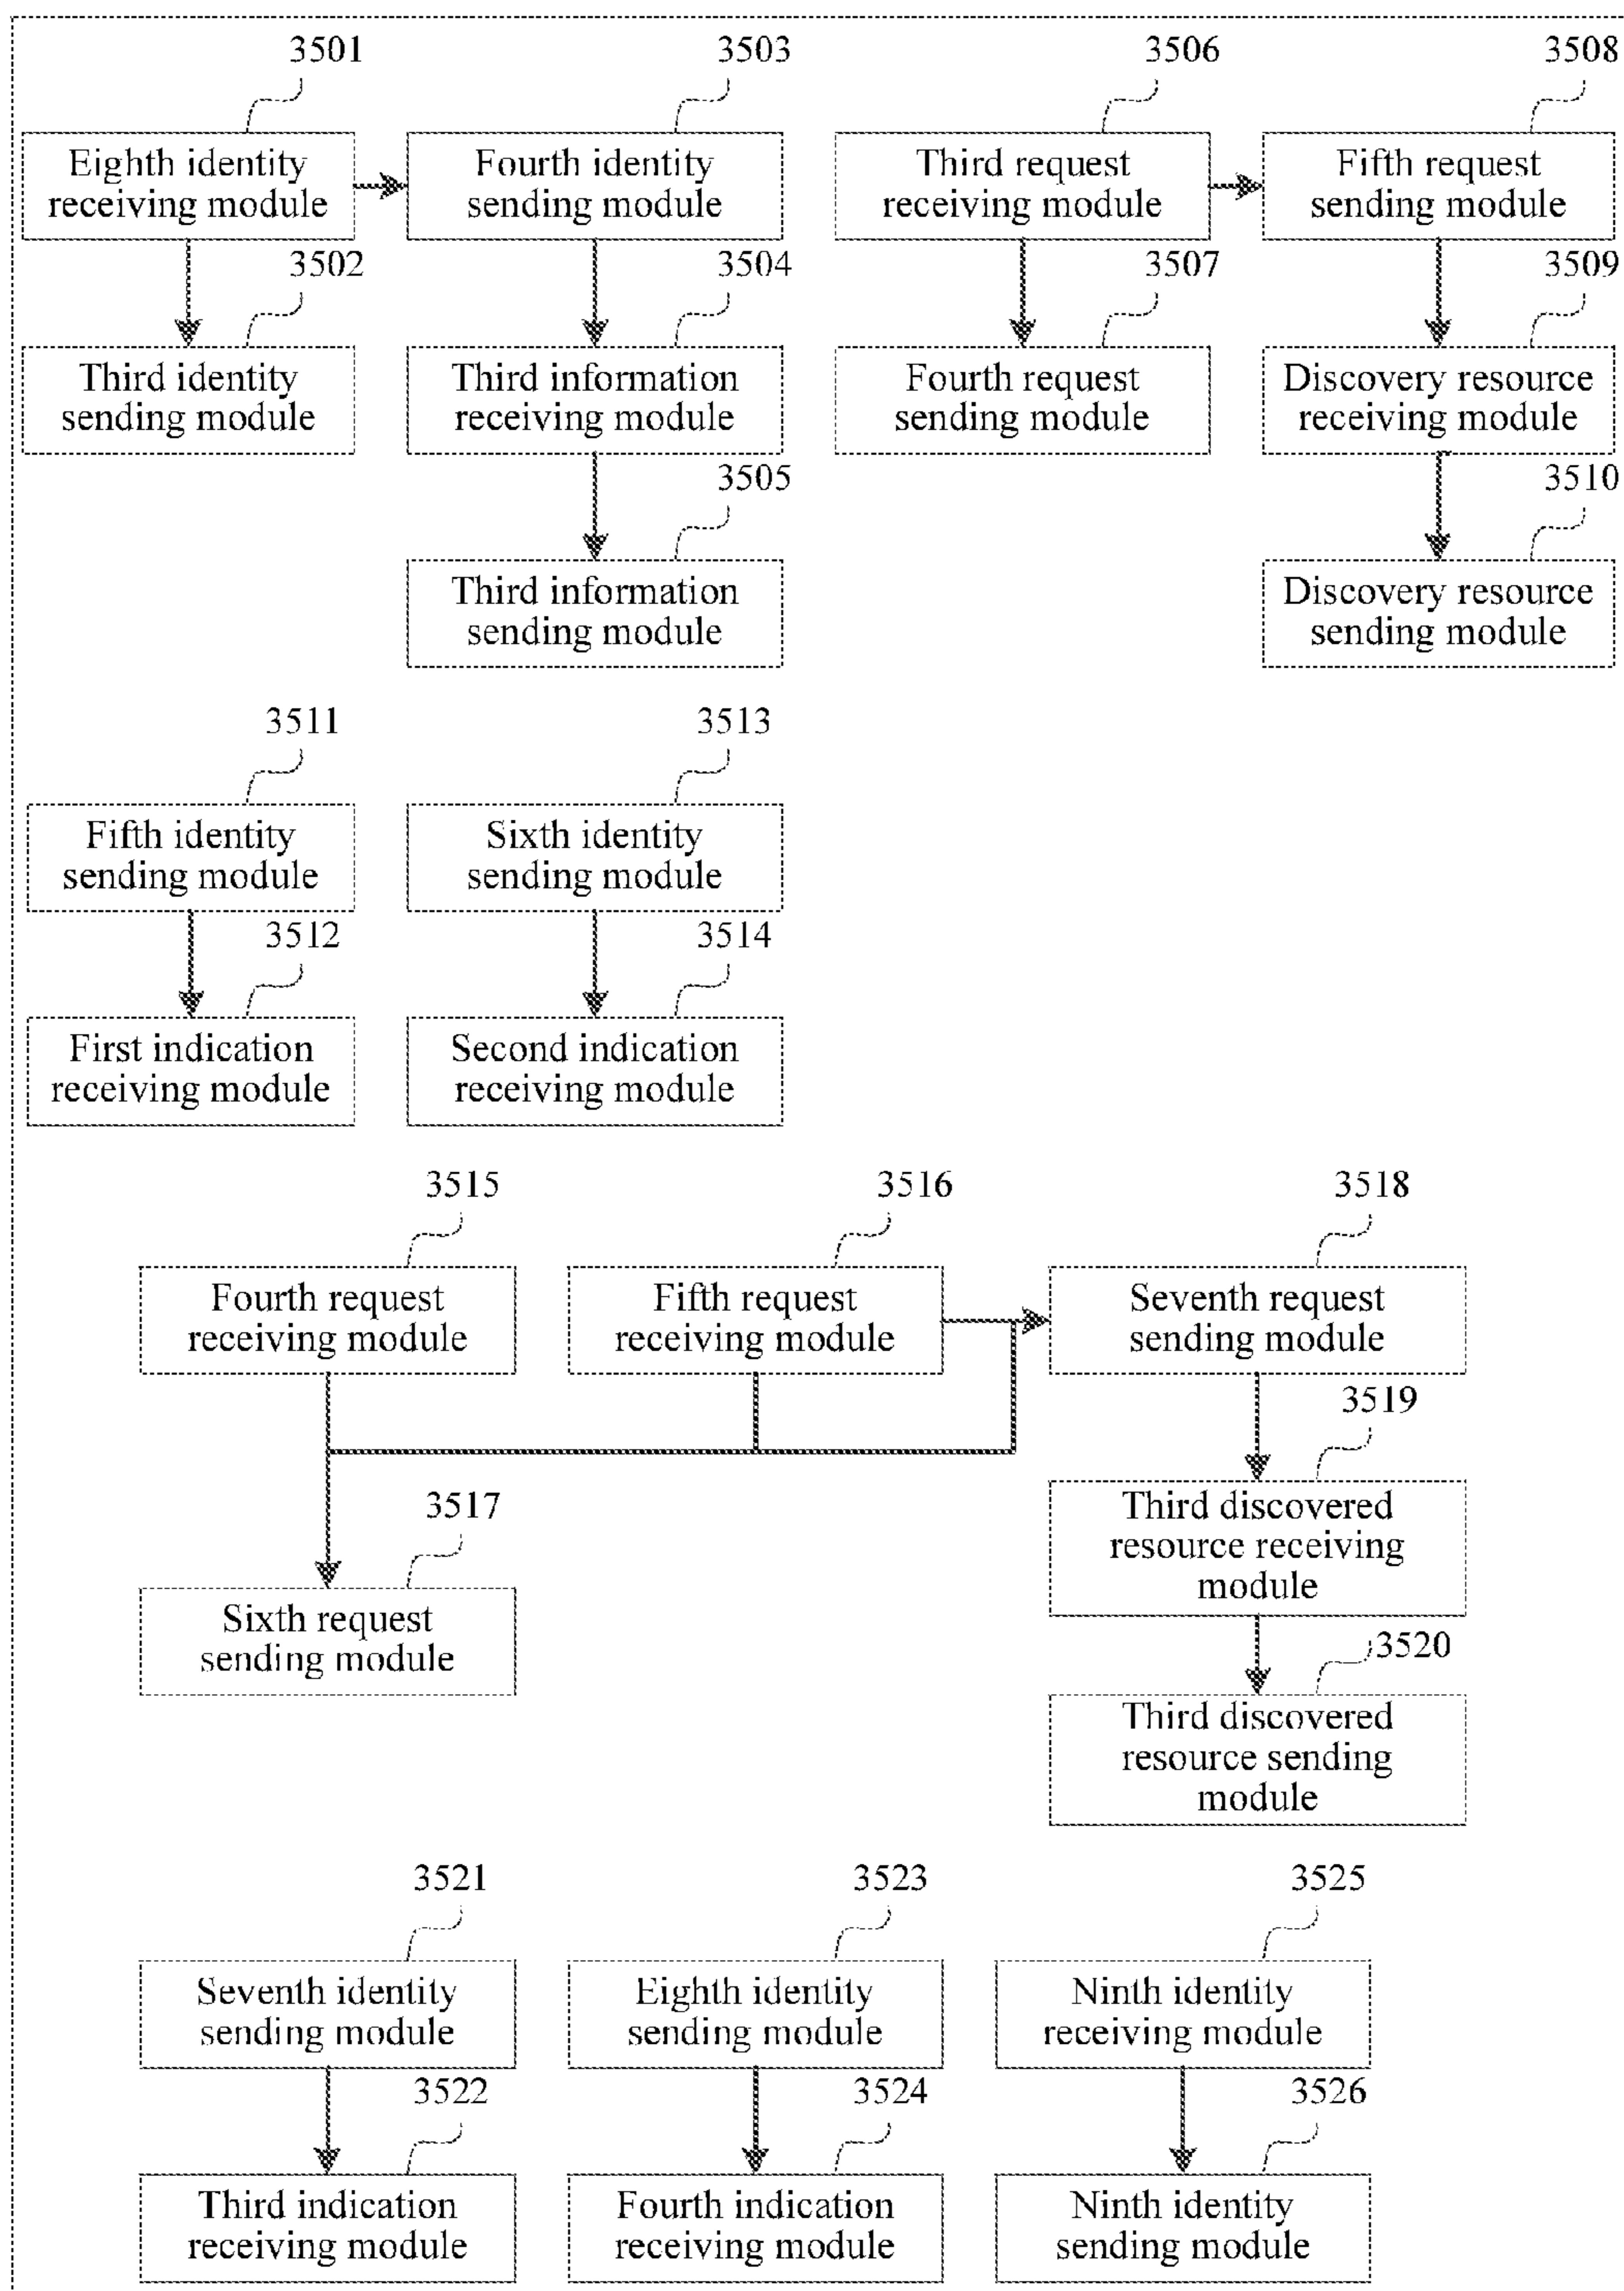 3501
3503
3506
3508
Eighth identity
receiving module
Fourth identity
sending module
Third request
receiving module
Fifth request
sending module
3502
3504
3507
3509
Third identity
sending module
Third information
receiving module
Fourth request
sending module
Discovery resource
receiving module
3505
3510
Third information
sending module
Discovery resource
sending module
3511
3513
Fifth identity
sending module
Sixth identity
sending module
3512
3514
First indication
receiving module
Second indication
receiving module
3515
3516
3518
Fourth request
receiving module
Fifth request
receiving module
Seventh request
sending module
3519
3517
Third discovered
resource receiving
module
Sixth request
sending module
3520
Third discovered
resource sending
module
3521
3523
3525
Seventh identity
sending module
Eighth identity
sending module
Ninth identity
receiving module
3522
3524
3526
Third indication
receiving module
Fourth indication
receiving module
Ninth identity
sending module